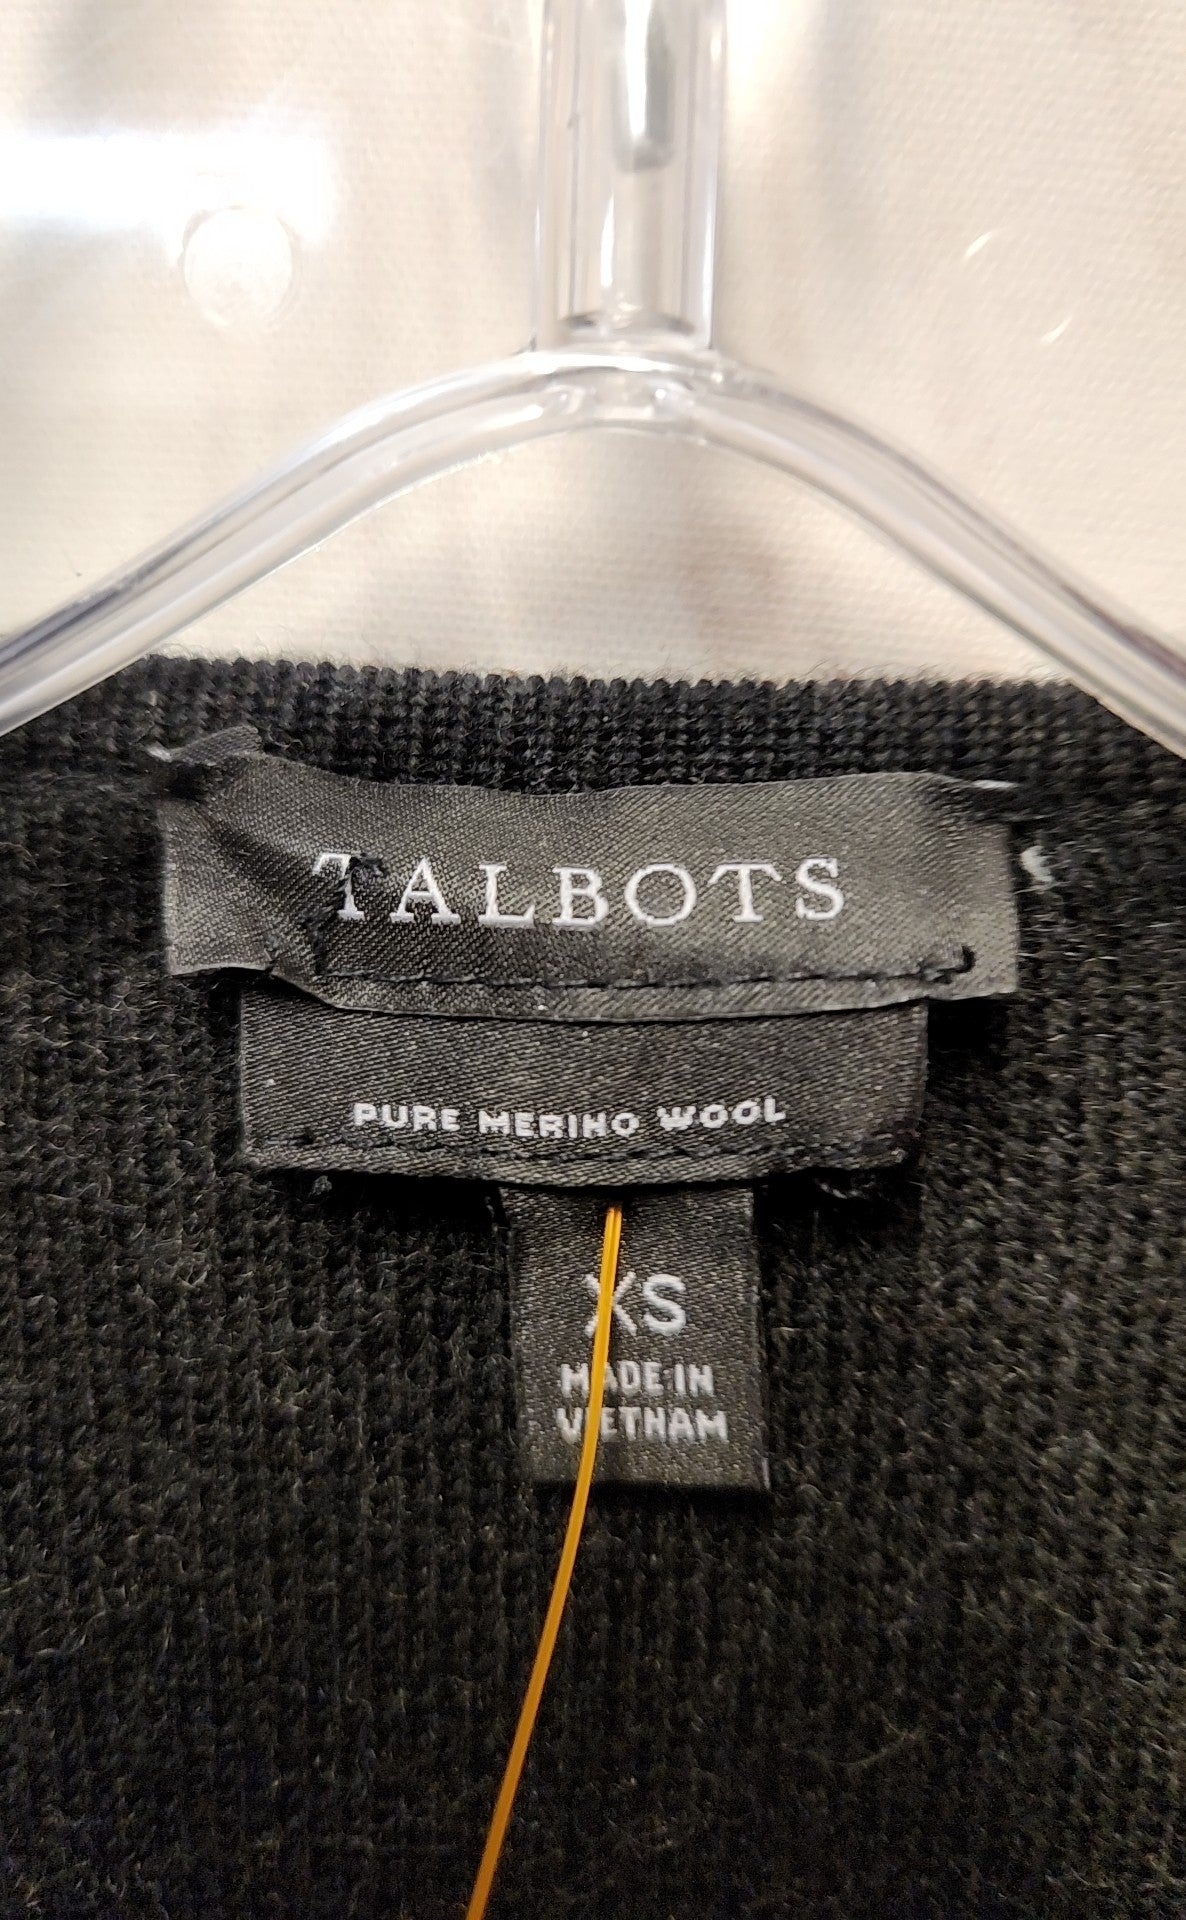 TALBOTS
PURE MERINO WOOL
XS
MADE IN
VIETNAM